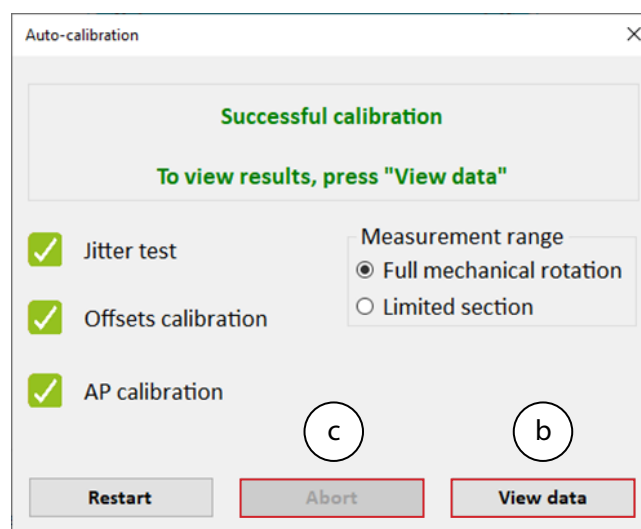 Auto-calibration
Successful calibration
To view results, press "View data"
Jitter test
Offsets calibration
AP calibration
Measurement range
Full mechanical rotation
Limited section
c
b
Restart
Abort
View data